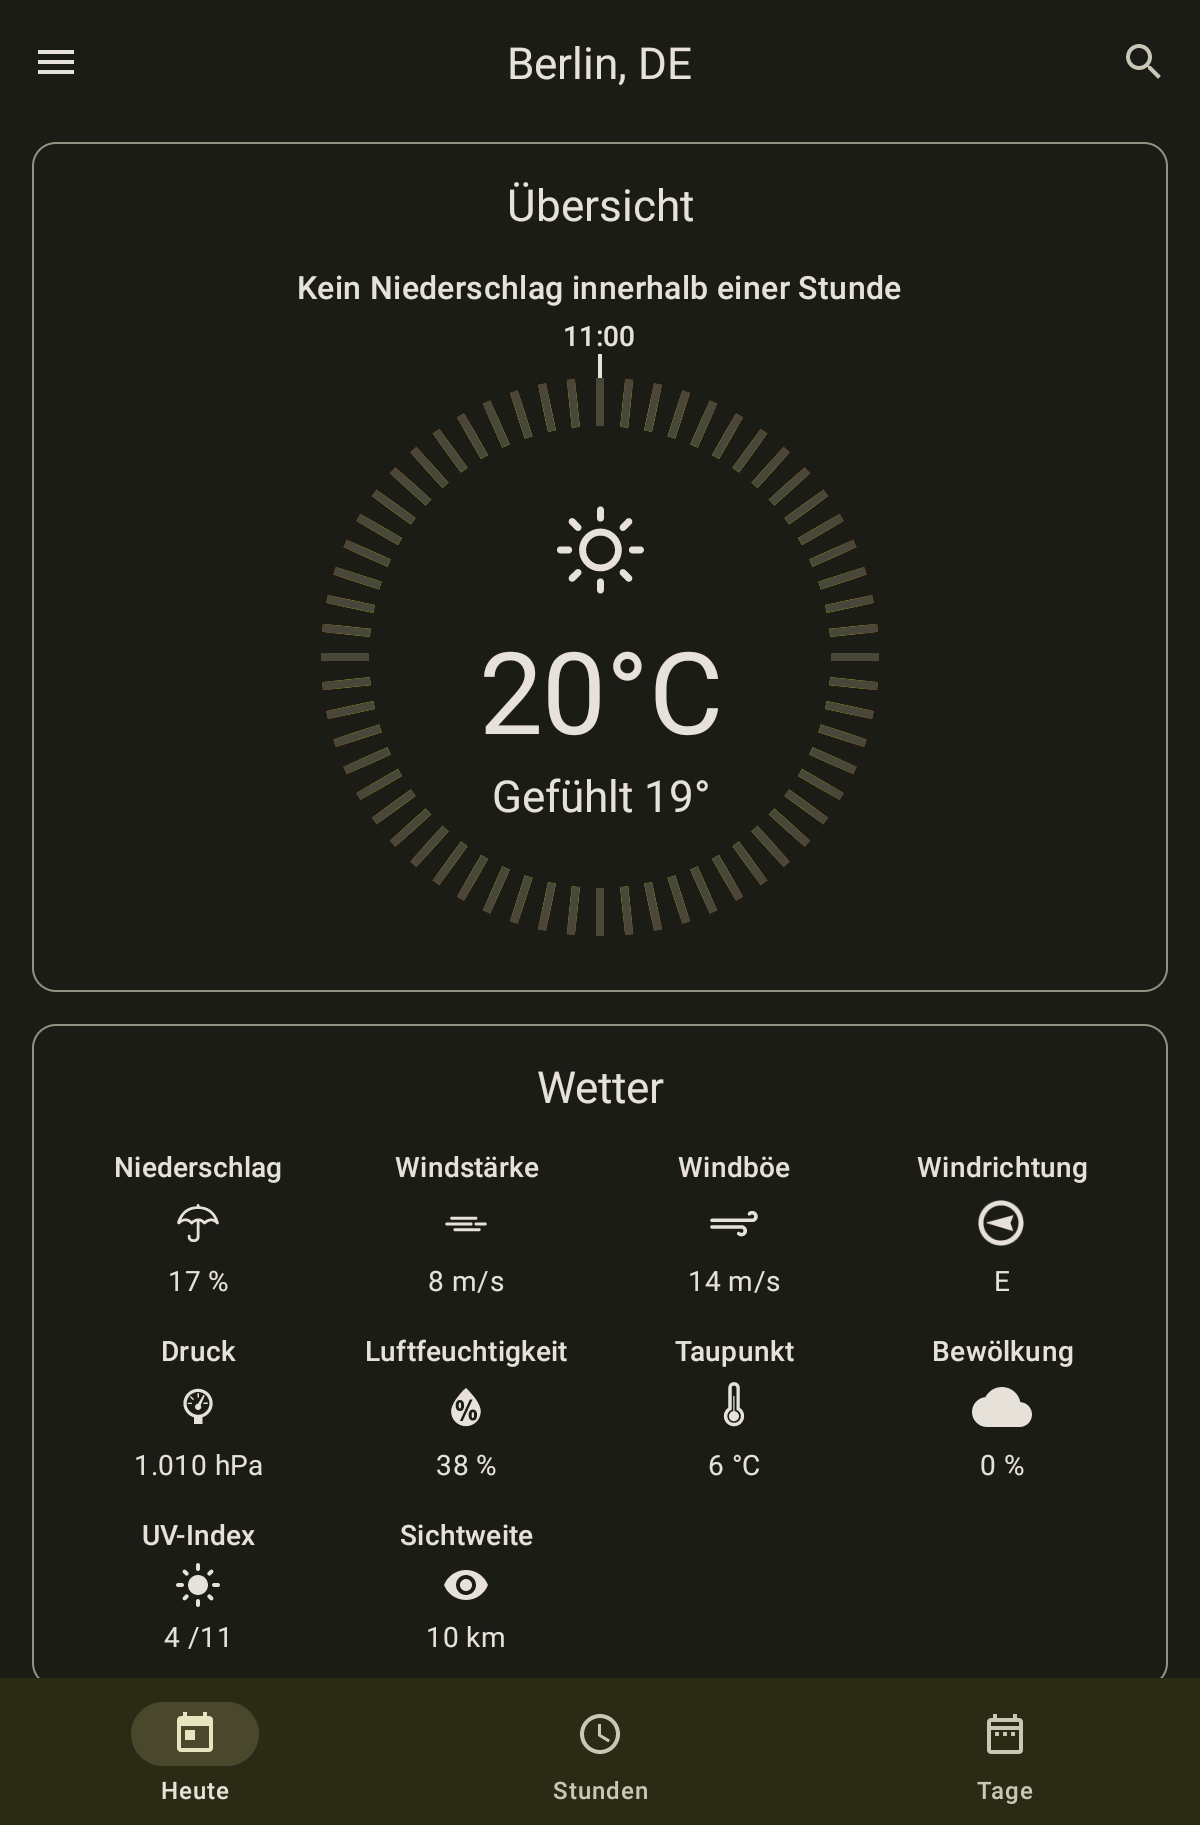 Berlin, DE
Übersicht
Kein Niederschlag innerhalb einer Stunde
11:00
20°C
Gefühlt 19°
Wetter
Niederschlag Windstärke Windböe Windrichtung
17 % 8 m/s 14 m/s E
Druck Luftfeuchtigkeit Taupunkt Bewölkung
%
1.010 hPa 38 % 6 °C 0 %
UV-Index Sichtweite
4 /11 10 km
Heute Stunden Tage